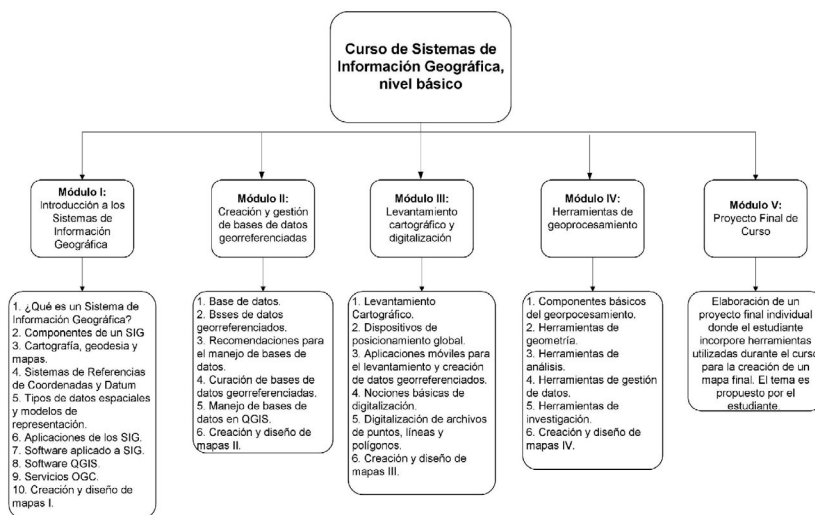 Curso de Sistemas de
Información Geográfica,
nivel básico
Módulo I:
Introducción a los
Sistemas de
Información
Geográfica
Módulo II:
Creación y gestión
de bases de datos
georreferenciadas
Módulo III:
Levantamiento
cartográfico y
digitalización
Módulo IV:
Herramientas de
geoprocesamiento
Módulo V:
Proyecto Final de
Curso
1. ¿Qué es un Sistema de
Información Geográfica?
2. Componentes de un SIG
3. Cartografía, geodesia y
mapas.
4. Sistemas de Referencias
de Coordenadas y Datum
5. Tipos de datos espaciales
y modelos de
representación.
6. Aplicaciones de los SIG.
7. Software aplicado a SIG.
8. Software QGIS.
9. Servicios OGC.
10. Creación y diseño de
mapas I.
1. Base de datos.
2. Bsses de datos
georreferenciados.
3. Recomendaciones para
el manejo de bases de
datos.
4. Curación de bases de
datos georreferenciadas.
5. Manejo de bases de
datos en QGIS.
6. Creación y diseño de
mapas II.
1. Levantamiento
Cartográfico.
2. Dispositivos de
posicionamiento global.
3. Aplicaciones móviles para
el levantamiento y creación
de datos georreferenciados.
4. Nociones básicas de
digitalización.
5. Digitalización de archivos
de puntos, líneas y
polígonos.
6. Creación y diseño de
mapas III.
1. Componentes básicos
del georpocesamiento.
2. Herramientas de
geometría.
3. Herramientas de
análisis.
4. Herramientas de gestión
de datos.
5. Herramientas de
investigación.
6. Creación y diseño de
mapas IV.
Elaboración de un
proyecto final individual
donde el estudiante
incorpore herramientas
utilizadas durante el curso
para la creación de un
mapa final. El tema es
propuesto por el
estudiante.